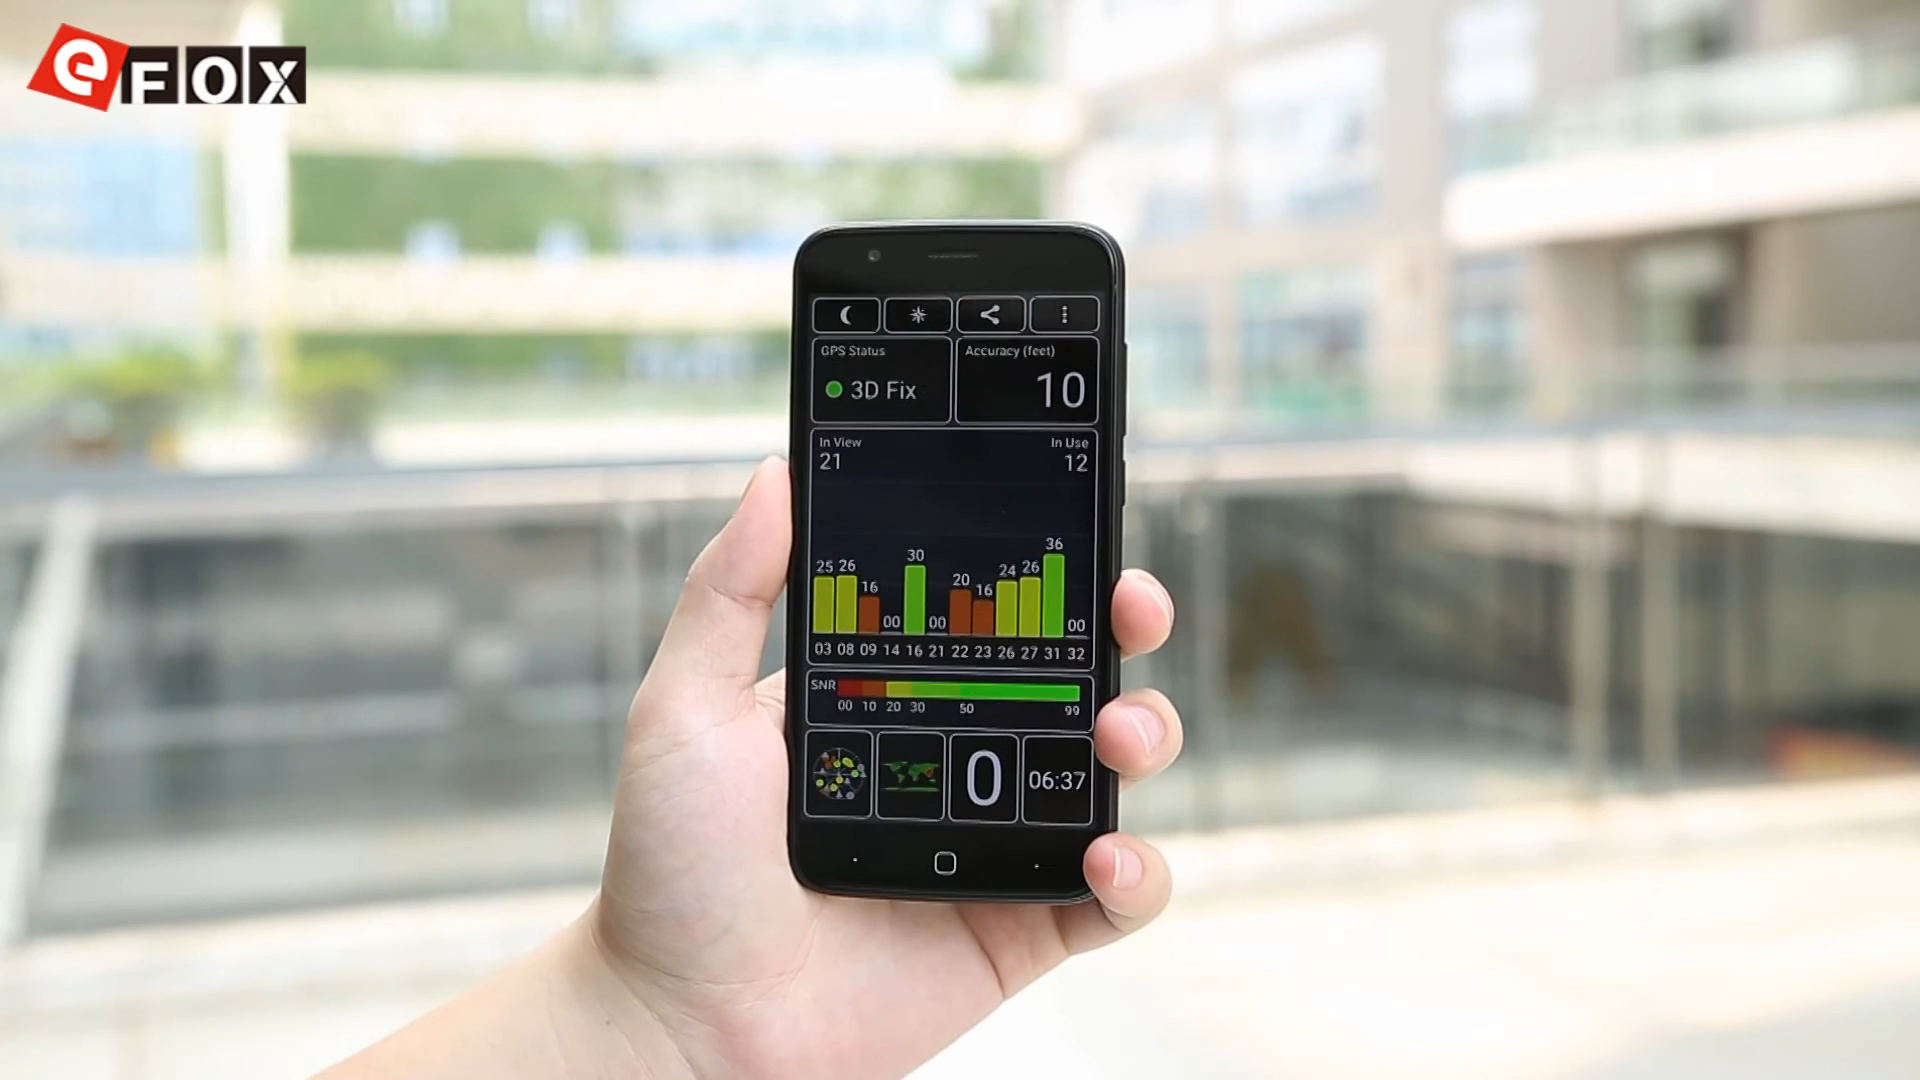 eFOX
GPS Status
3D Fix
Accuracy (feet)
10
In View
21
In Use
12
25 26 16 00 30 00 20 16 24 26 36 00
03 08 09 14 16 21 22 23 26 27 31 32
SNR
00 10 20 30 50 99
0
06:37